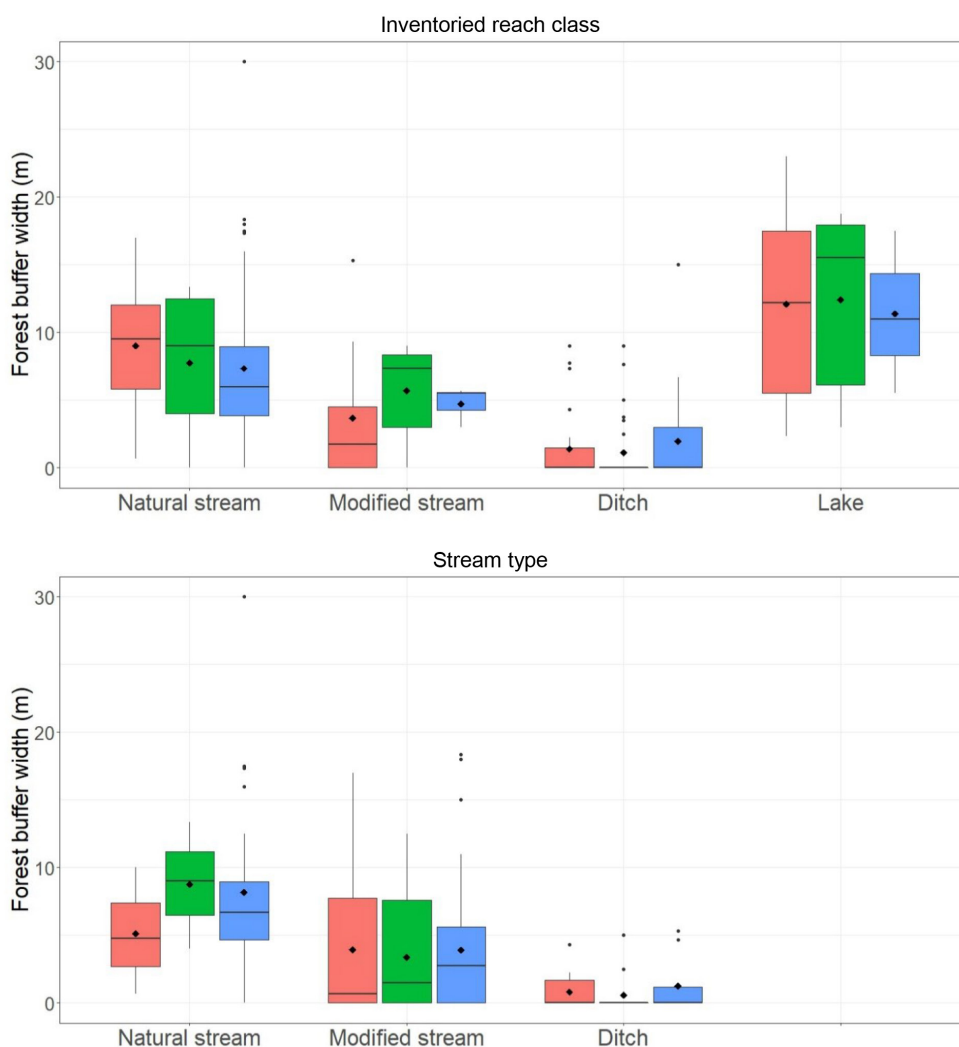 Inventoried reach class
Forest buffer width (m)
30
20
10
0
Natural stream Modified stream Ditch Lake
Stream type
Forest buffer width (m)
30
20
10
0
Natural stream Modified stream Ditch